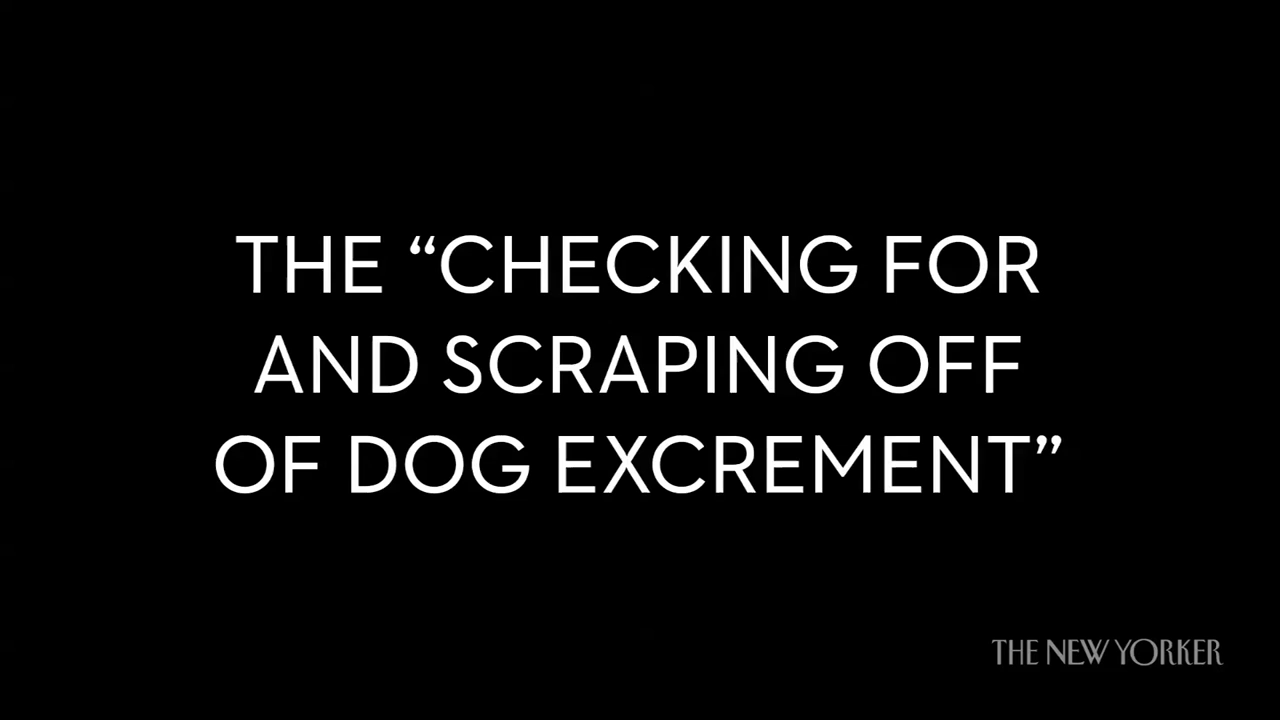 THE “CHECKING FOR
AND SCRAPING OFF
OF DOG EXCREMENT”
THE NEW YORKER